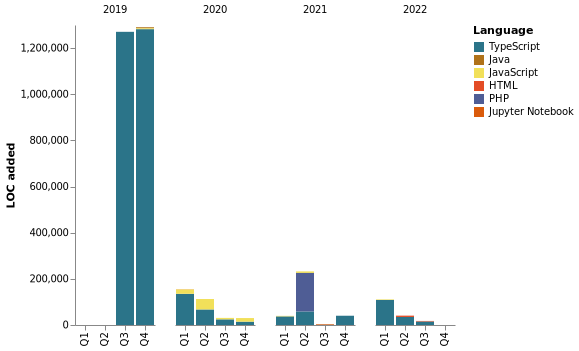 2019 2020 2021 2022
Language
TypeScript
Java
JavaScript
HTML
PHP
Jupyter Notebook
LOC added
1,200,000
1,000,000
800,000
600,000
400,000
200,000
0
Q1 Q2 Q3 Q4 Q1 Q2 Q3 Q4 Q1 Q2 Q3 Q4 Q1 Q2 Q3 Q4